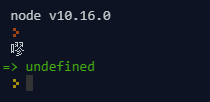 node v10.16.0
>
=> undefined
>